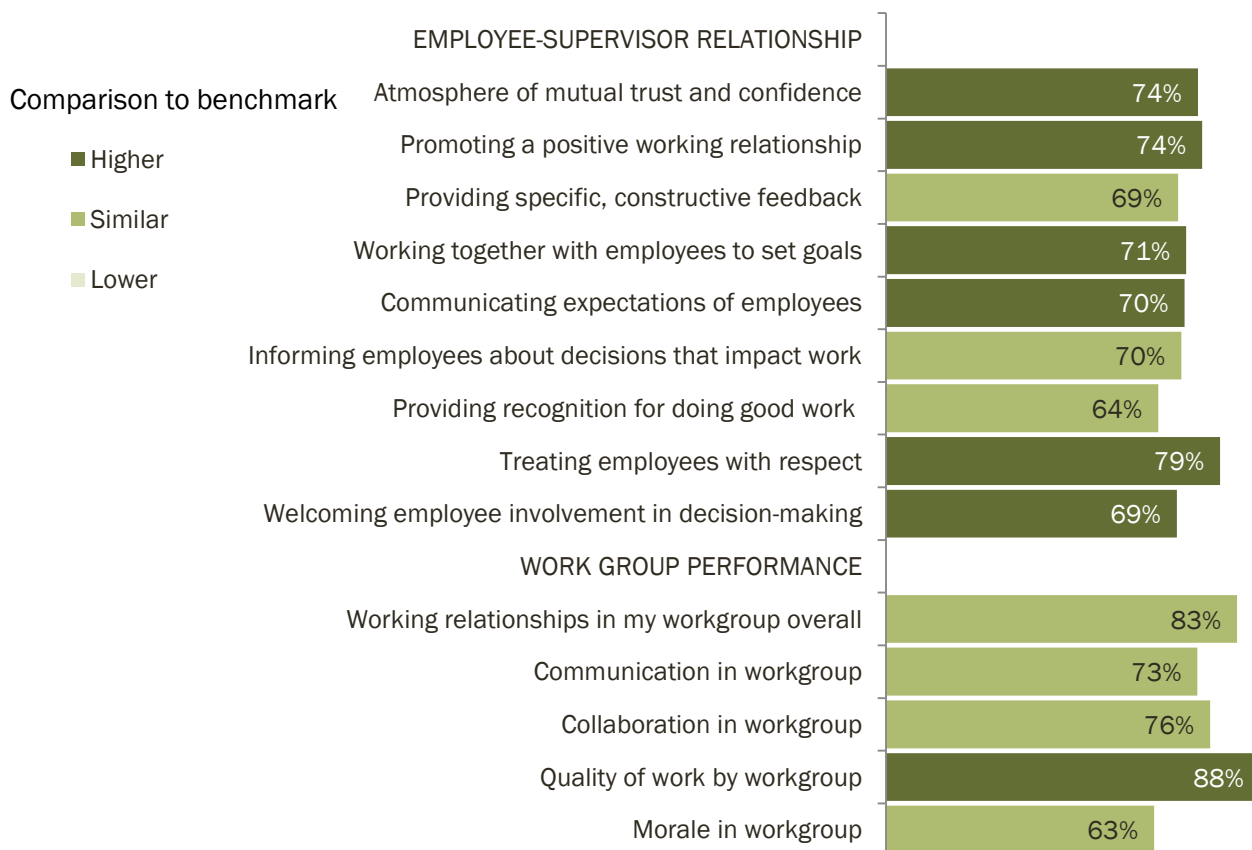 Comparison to benchmark
Higher
Similar
Lower
EMPLOYEE-SUPERVISOR RELATIONSHIP
Atmosphere of mutual trust and confidence 74%
Promoting a positive working relationship 74%
Providing specific, constructive feedback 69%
Working together with employees to set goals 71%
Communicating expectations of employees 70%
Informing employees about decisions that impact work 70%
Providing recognition for doing good work 64%
Treating employees with respect 79%
Welcoming employee involvement in decision-making 69%
WORK GROUP PERFORMANCE
Working relationships in my workgroup overall 83%
Communication in workgroup 73%
Collaboration in workgroup 76%
Quality of work by workgroup 88%
Morale in workgroup 63%